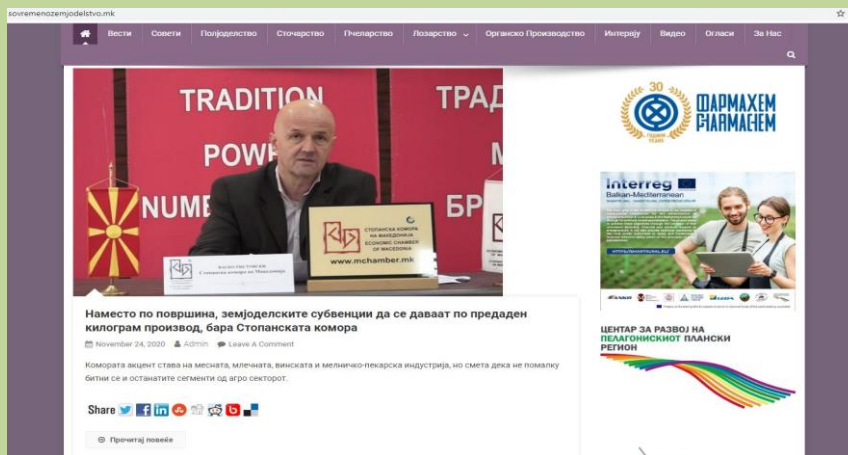 sovremenozemjodelstvo.mk
Вести Совети Полјоделство Сточарство Пчеларство Лозарство Органско Производство Интервју Видео Огласи За Нас
TRADITION
ТРАД
POW
NUM
БР
СТОПАНСКА КОМОРА
НА МАКЕДОНИЈА
ECONOMIC CHAMBER
OF MACEDONIA
www.mchamber.mk
Стопанска комора на Македонија
Наместо по површина, земјоделските субвенции да се даваат по предаден
килограм производ, бара Стопанската комора
November 24, 2020 Admin Leave A Comment
Комората акцент става на месната, млечната, винската и мелничко-пекарска индустрија, но смета дека не помалку
битни се и останатите сегменти од агро секторот.
Share
Прочитај повеќе
30
ГОДИНИ
YEARS
ФАРМАХЕМ
FARMAHEM
Interreg
Balkan-Mediterranean
ЦЕНТАР ЗА РАЗВОЈ НА
ПЕЛАГОНИСКИОТ ПЛАНСКИ
РЕГИОН